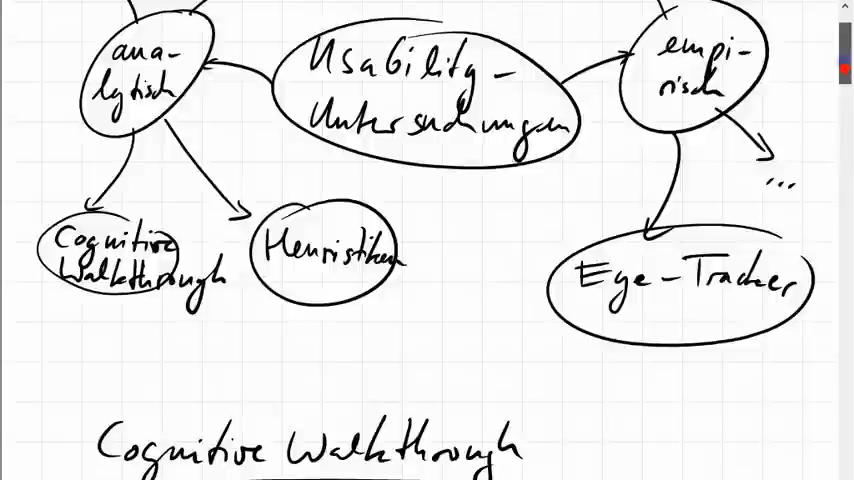 ana-
lytisch
Usability-
Untersuchungen
empi-
risch
...
Cognitive
Walkthrough
Heuristiken
Eye-Tracker
Cognitive Walkthrough